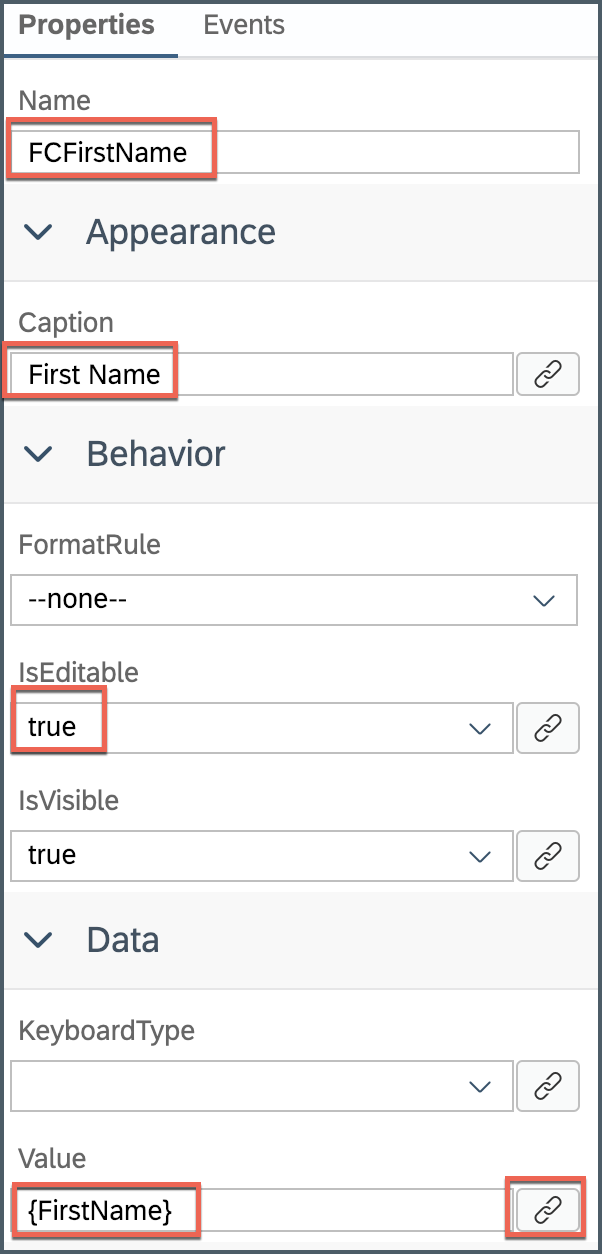 Properties Events
Name
FCFirstName
Appearance
Caption
First Name
Behavior
FormatRule
--none--
IsEditable
true
IsVisible
true
Data
KeyboardType
Value
{FirstName}